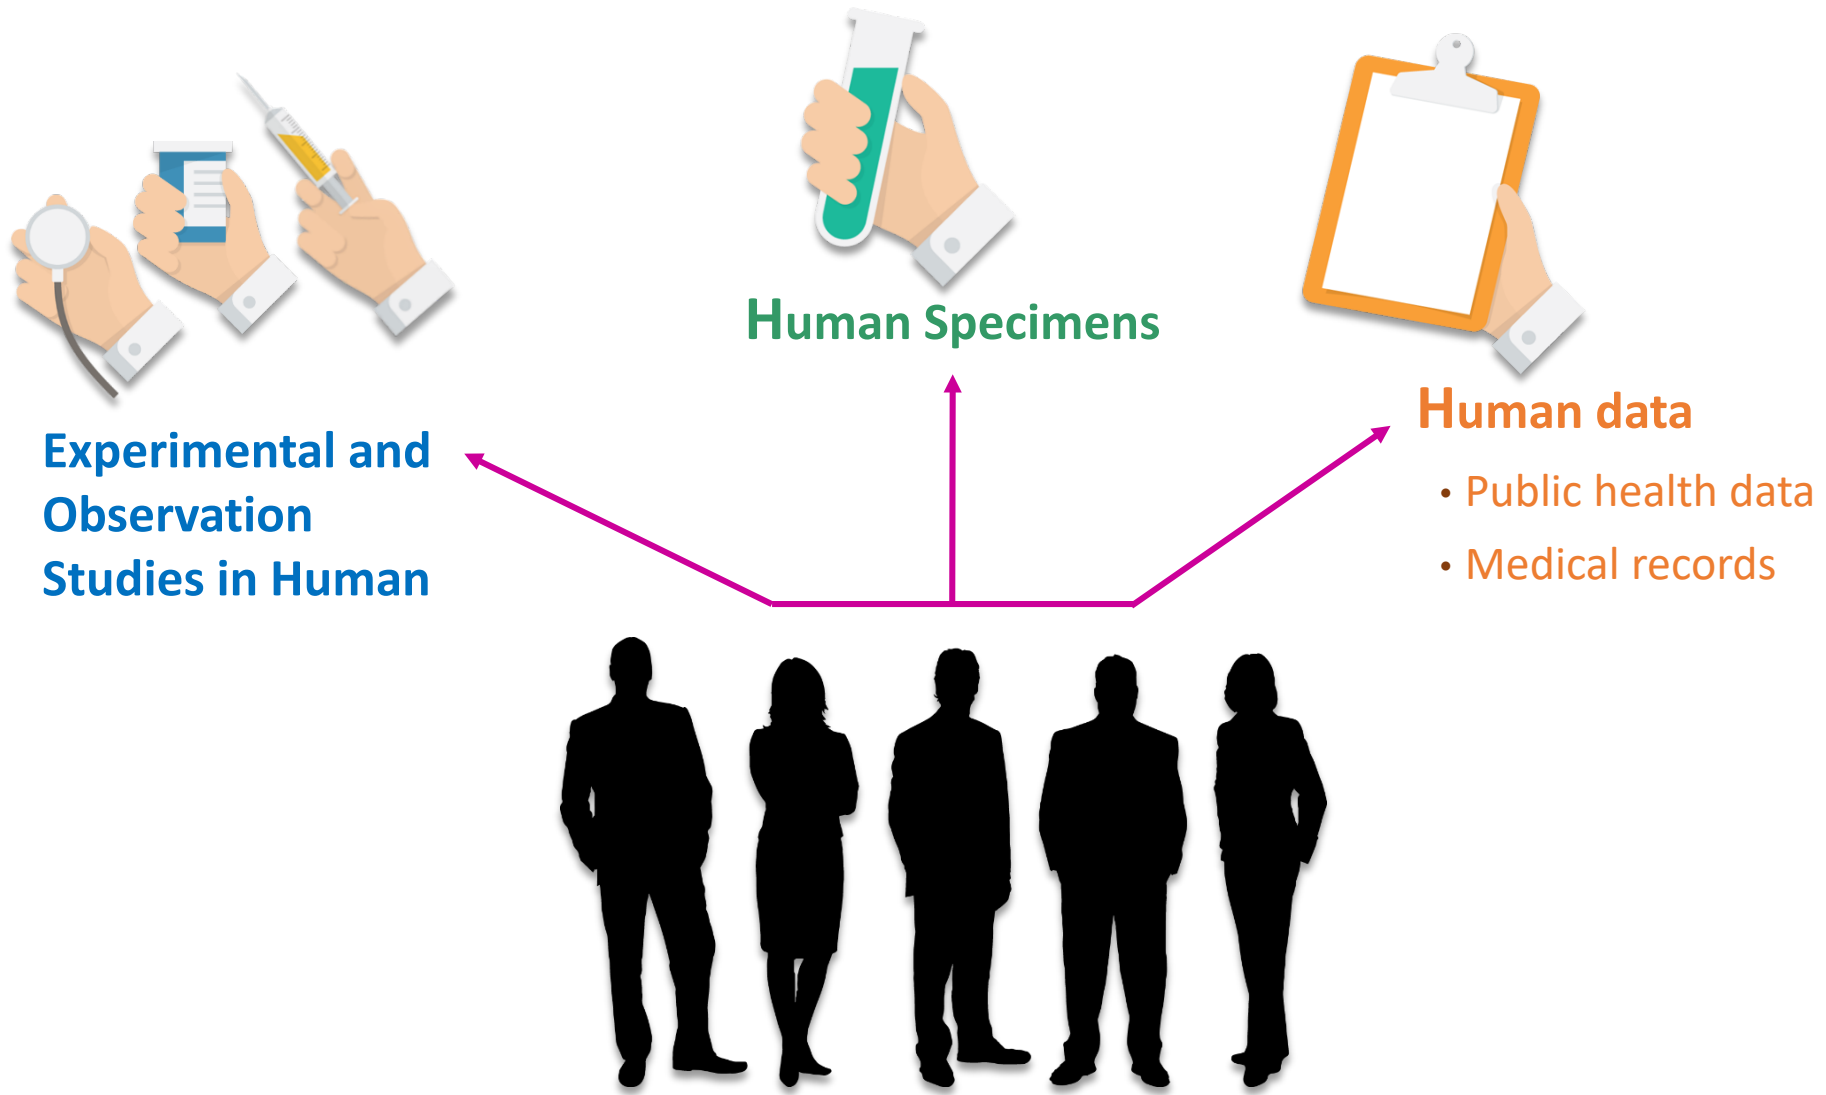 Human Specimens
Human data
• Public health data
• Medical records
Experimental and
Observation
Studies in Human